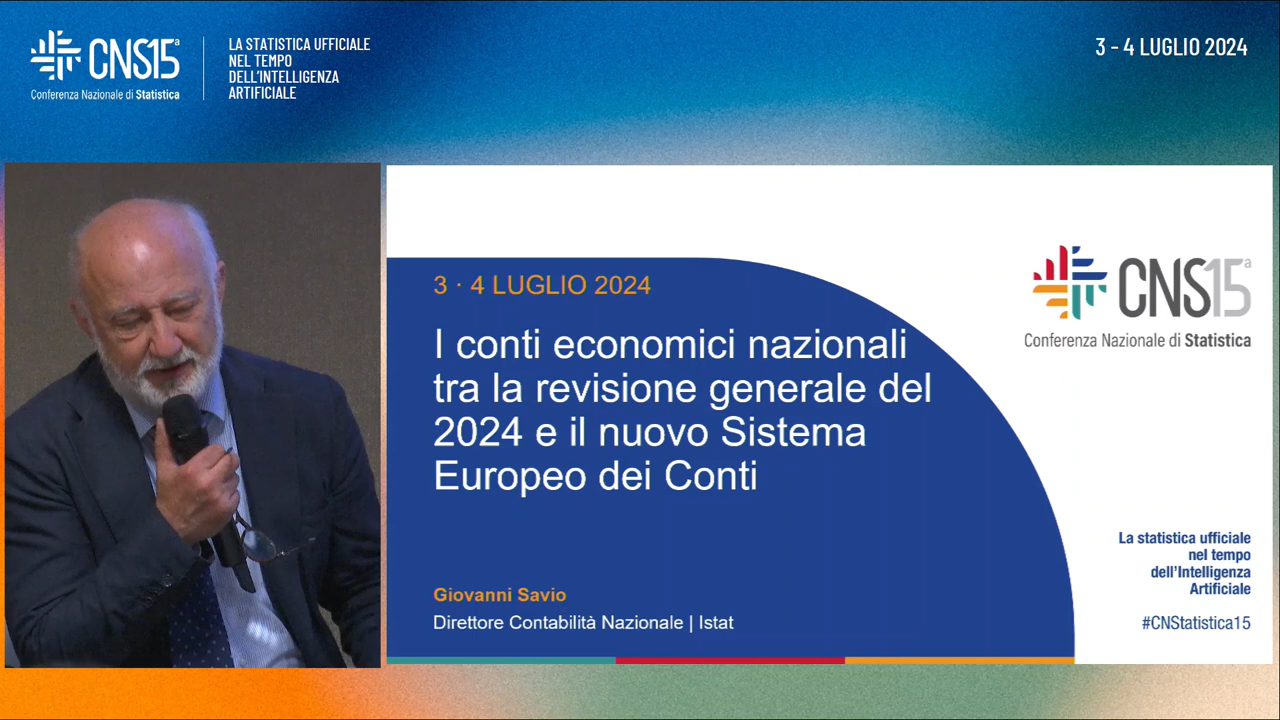 CNS15ª
Conferenza Nazionale di Statistica
LA STATISTICA UFFICIALE
NEL TEMPO
DELL'INTELLIGENZA
ARTIFICIALE
3 - 4 LUGLIO 2024
3 · 4 LUGLIO 2024
I conti economici nazionali
tra la revisione generale del
2024 e il nuovo Sistema
Europeo dei Conti
Giovanni Savio
Direttore Contabilità Nazionale | Istat
CNS15ª
Conferenza Nazionale di Statistica
La statistica ufficiale
nel tempo
dell'Intelligenza
Artificiale
#CNStatistica15